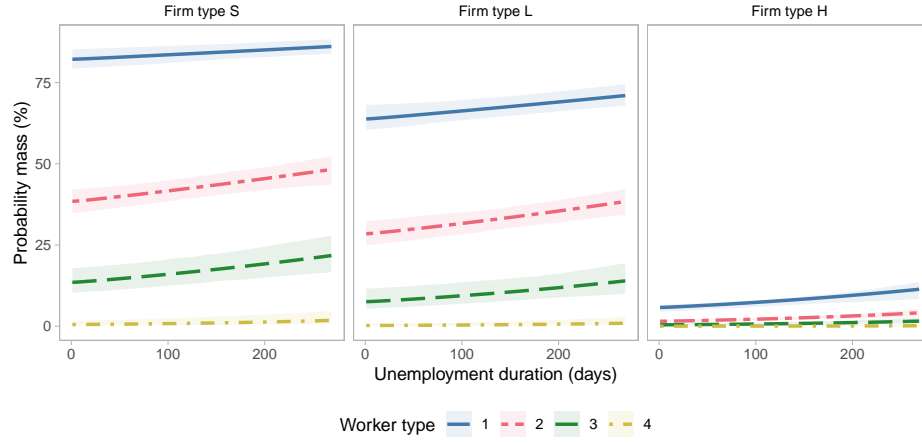 Firm type S Firm type L Firm type H
Probability mass (%)
75
50
25
0
0 100 200 0 100 200 0 100 200
Unemployment duration (days)
Worker type 1 2 3 4